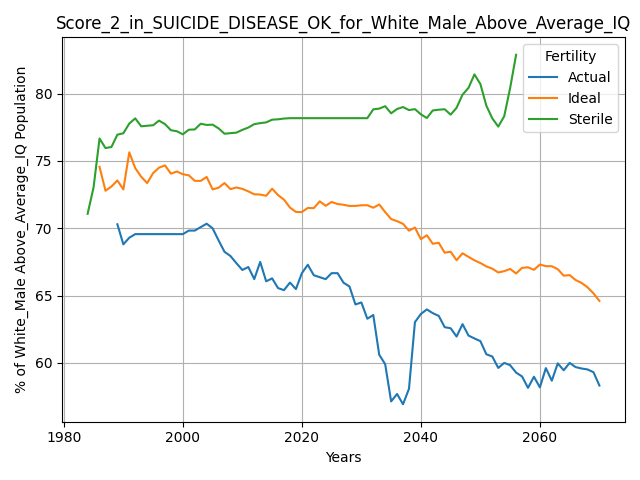 Score_2_in_SUICIDE_DISEASE_OK_for_White_Male_Above_Average_IQ
Fertility
Actual
Ideal
Sterile
% of White_Male Above_Average_IQ Population
80
75
70
65
60
1980
2000
2020
2040
2060
Years